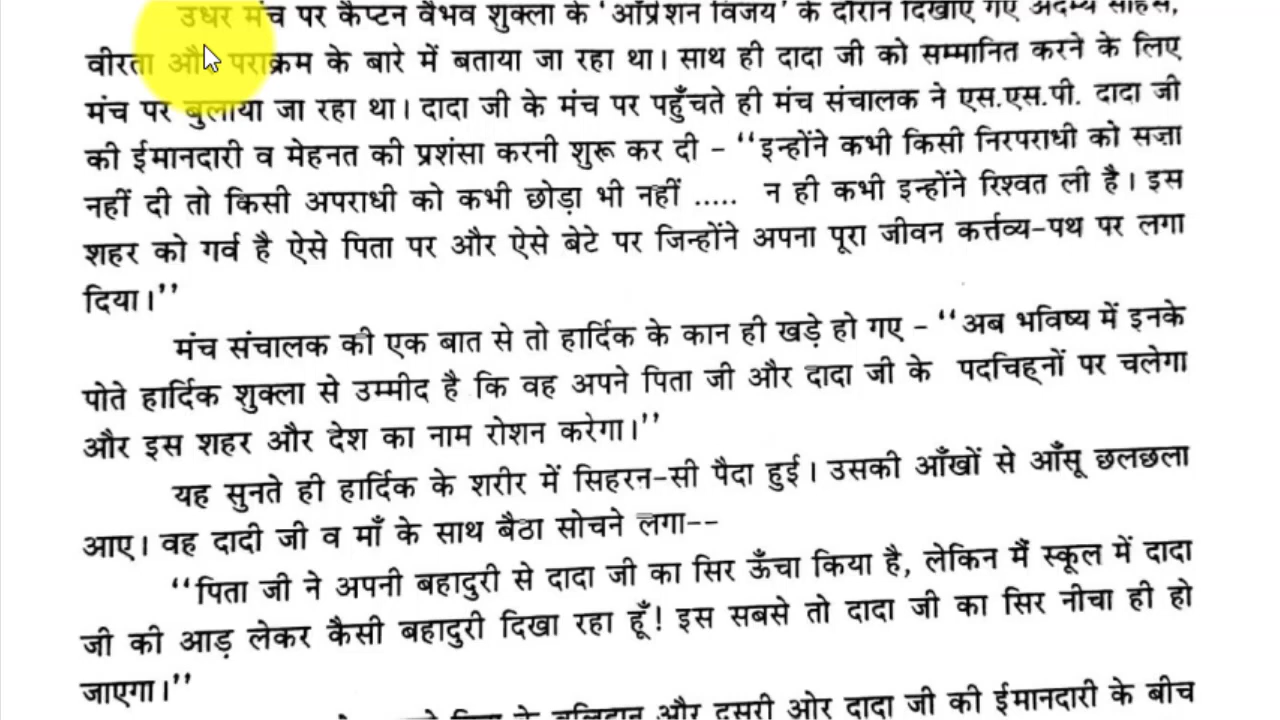 उधर मंच पर कैप्टन वैभव शुक्ला के 'ऑप्रेशन विजय' के दौरान दिखाए गए अदम्य साहस,
वीरता और पराक्रम के बारे में बताया जा रहा था। साथ ही दादा जी को सम्मानित करने के लिए
मंच पर बुलाया जा रहा था। दादा जी के मंच पर पहुँचते ही मंच संचालक ने एस.एस.पी. दादा जी
की ईमानदारी व मेहनत की प्रशंसा करनी शुरू कर दी - ‘‘इन्होंने कभी किसी निरपराधी को सज़ा
नहीं दी तो किसी अपराधी को कभी छोड़ा भी नहीं ..... न ही कभी इन्होंने रिश्वत ली है। इस
शहर को गर्व है ऐसे पिता पर और ऐसे बेटे पर जिन्होंने अपना पूरा जीवन कर्त्तव्य-पथ पर लगा
दिया।’’
मंच संचालक की एक बात से तो हार्दिक के कान ही खड़े हो गए - ‘‘अब भविष्य में इनके
पोते हार्दिक शुक्ला से उम्मीद है कि वह अपने पिता जी और दादा जी के पदचिह्नों पर चलेगा
और इस शहर और देश का नाम रोशन करेगा।’’
यह सुनते ही हार्दिक के शरीर में सिहरन-सी पैदा हुई। उसकी आँखों से आँसू छलछला
आए। वह दादी जी व माँ के साथ बैठा सोचने लगा--
‘‘पिता जी ने अपनी बहादुरी से दादा जी का सिर ऊँचा किया है, लेकिन मैं स्कूल में दादा
जी की आड़ लेकर कैसी बहादुरी दिखा रहा हूँ! इस सबसे तो दादा जी का सिर नीचा ही हो
जाएगा।’’
के बलिदान और दूसरी ओर दादा जी की ईमानदारी के बीच